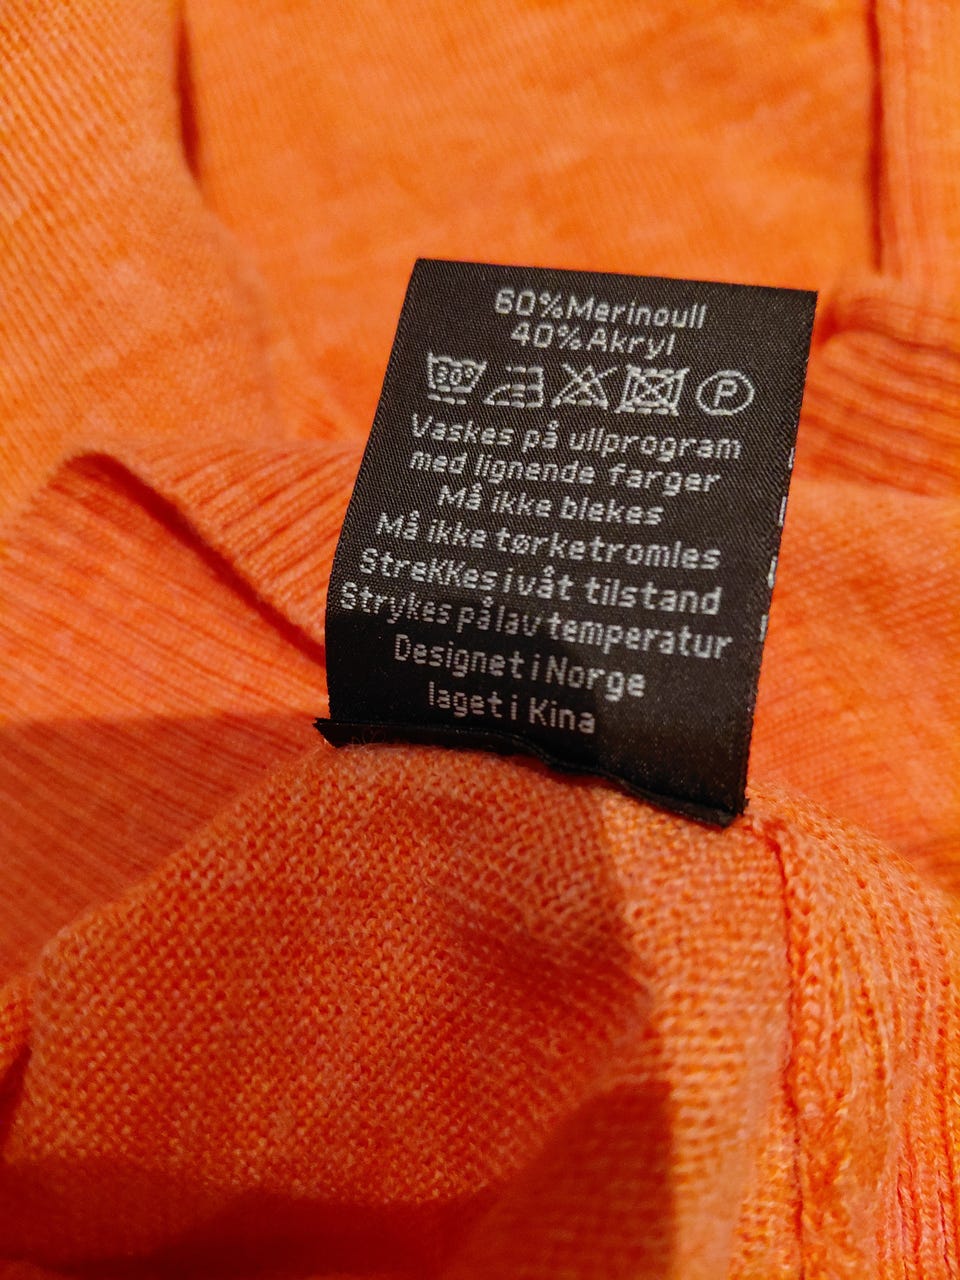 60%Merinoull
40%Akryl
30° P
Vaskes på ullprogram
med lignende farger
Må ikke blekes
Må ikke tørketromles
StreKKes i våt tilstand
Strykes på lav temperatur
Designet i Norge
laget i Kina